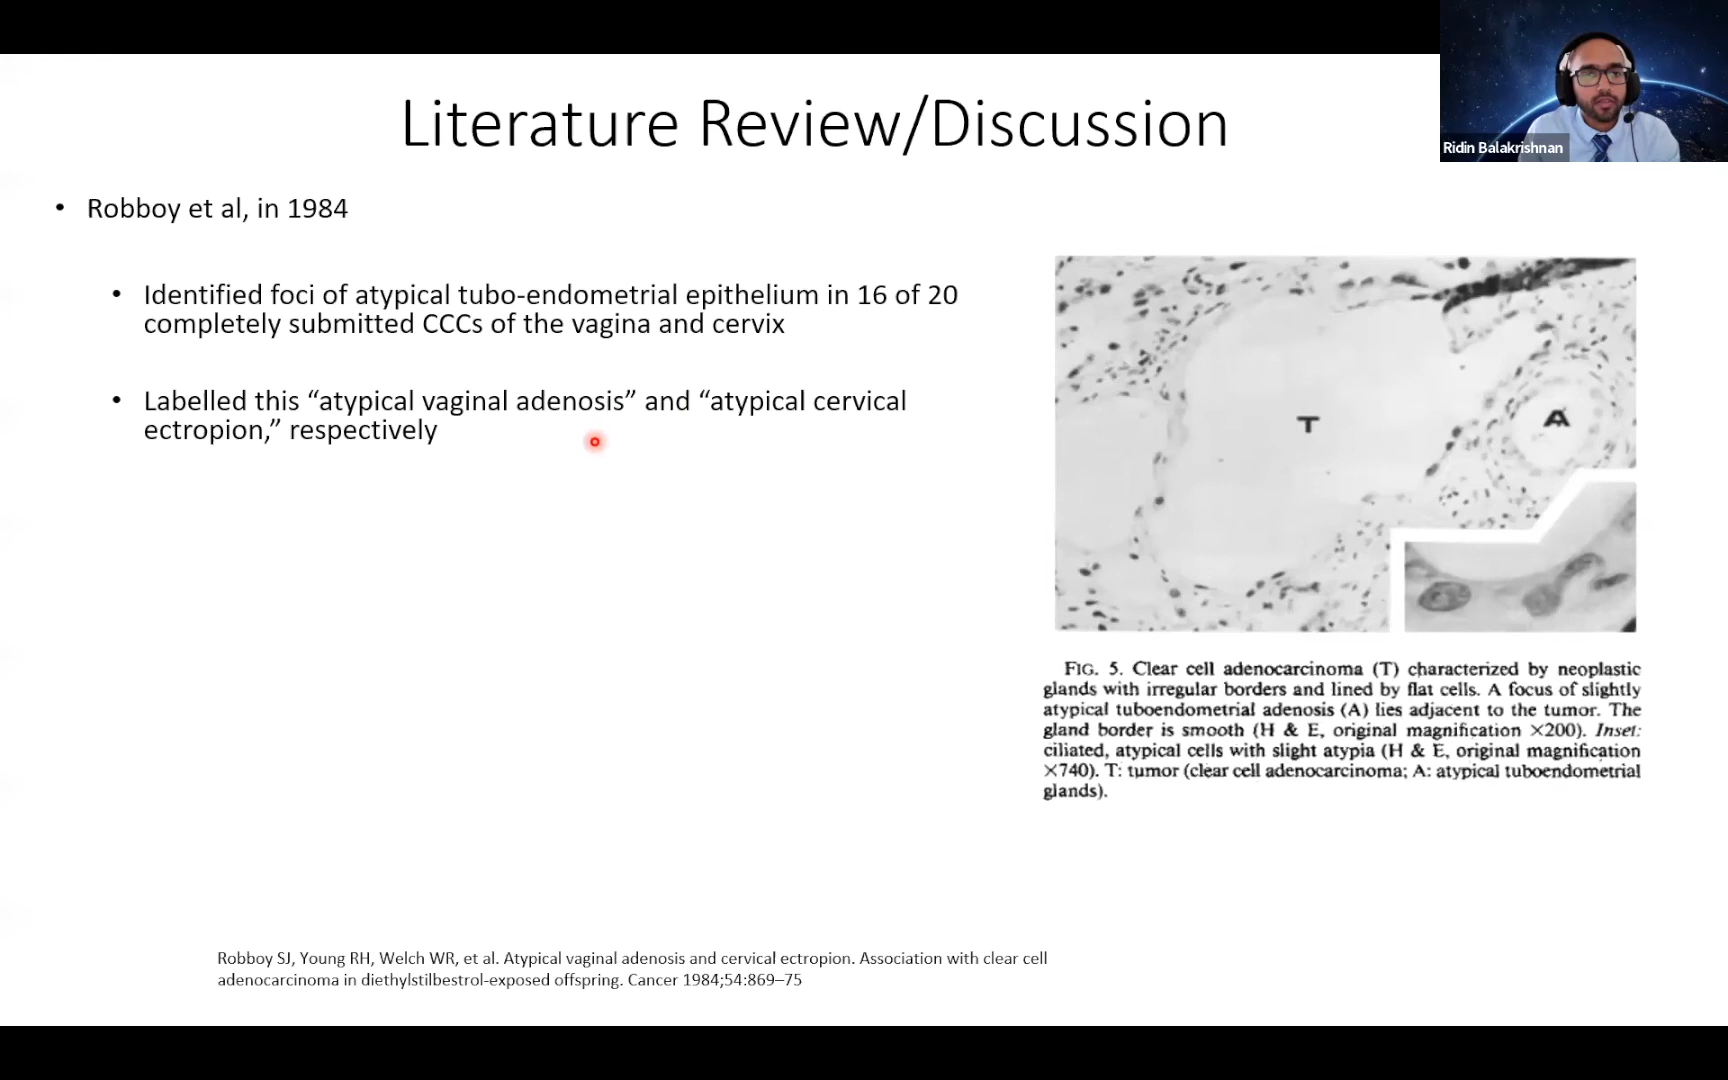 Literature Review/Discussion
Ridin Balakrishnan
• Robboy et al, in 1984
• Identified foci of atypical tubo-endometrial epithelium in 16 of 20
completely submitted CCCs of the vagina and cervix
• Labelled this “atypical vaginal adenosis” and “atypical cervical
ectropion,” respectively
T
A
FIG. 5. Clear cell adenocarcinoma (T) characterized by neoplastic
glands with irregular borders and lined by flat cells. A focus of slightly
atypical tuboendometrial adenosis (A) lies adjacent to the tumor. The
gland border is smooth (H & E, original magnification ×200). Inset:
ciliated, atypical cells with slight atypia (H & E, original magnification
×740). T: tumor (clear cell adenocarcinoma; A: atypical tuboendometrial
glands).
Robboy SJ, Young RH, Welch WR, et al. Atypical vaginal adenosis and cervical ectropion. Association with clear cell
adenocarcinoma in diethylstilbestrol-exposed offspring. Cancer 1984;54:869–75